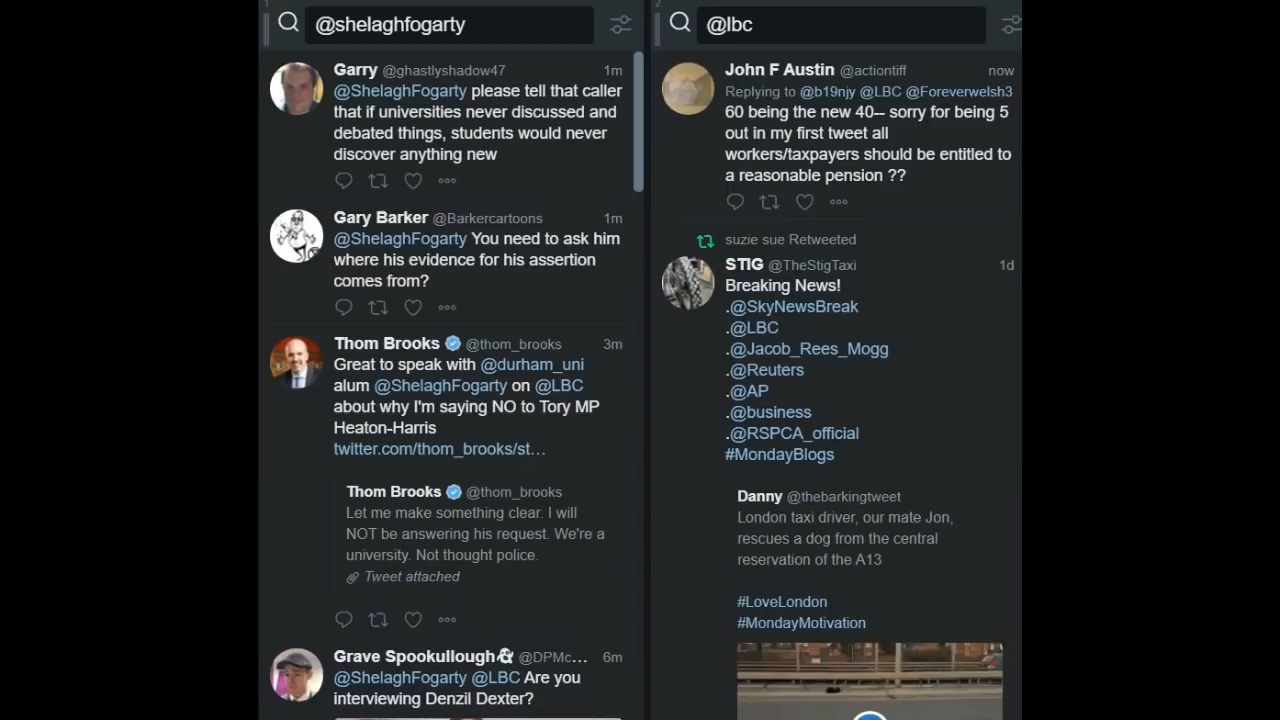 1
@shelaghfogarty
Garry @ghastlyshadow47 1m
@ShelaghFogarty please tell that caller
that if universities never discussed and
debated things, students would never
discover anything new
Gary Barker @Barkercartoons 1m
@ShelaghFogarty You need to ask him
where his evidence for his assertion
comes from?
Thom Brooks @thom_brooks 3m
Great to speak with @durham_uni
alum @ShelaghFogarty on @LBC
about why I'm saying NO to Tory MP
Heaton-Harris
twitter.com/thom_brooks/st…
Thom Brooks @thom_brooks
Let me make something clear. I will
NOT be answering his request. We're a
university. Not thought police.
Tweet attached
Grave Spookullough @DPMc... 6m
@ShelaghFogarty @LBC Are you
interviewing Denzil Dexter?
2
@lbc
John F Austin @actiontiff now
Replying to @b19njy @LBC @Foreverwelsh3
60 being the new 40-- sorry for being 5
out in my first tweet all
workers/taxpayers should be entitled to
a reasonable pension ??
suzie sue Retweeted
STIG @TheStigTaxi 1d
Breaking News!
.@SkyNewsBreak
.@LBC
.@Jacob_Rees_Mogg
.@Reuters
.@AP
.@business
.@RSPCA_official
#MondayBlogs
Danny @thebarkingtweet
London taxi driver, our mate Jon,
rescues a dog from the central
reservation of the A13
#LoveLondon
#MondayMotivation